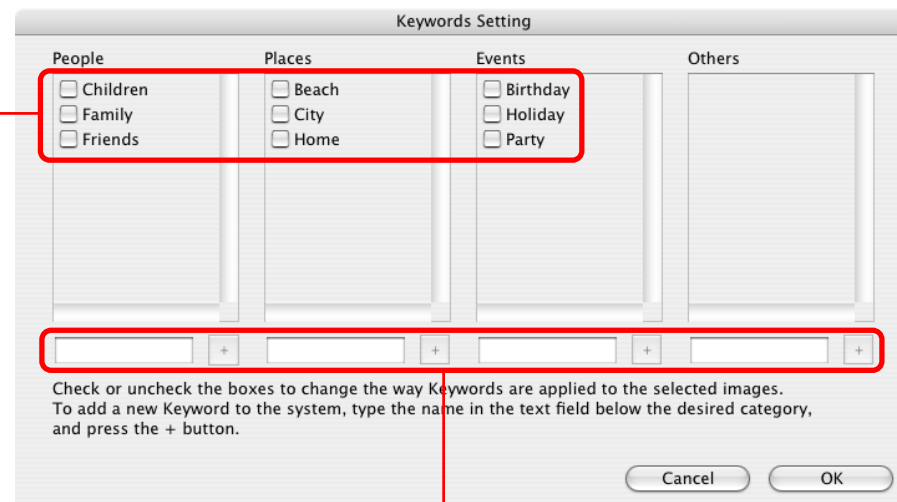 Keywords Setting
People Places Events Others
Children Beach Birthday
Family City Holiday
Friends Home Party
+ + + +
Check or uncheck the boxes to change the way Keywords are applied to the selected images.
To add a new Keyword to the system, type the name in the text field below the desired category,
and press the + button.
Cancel OK